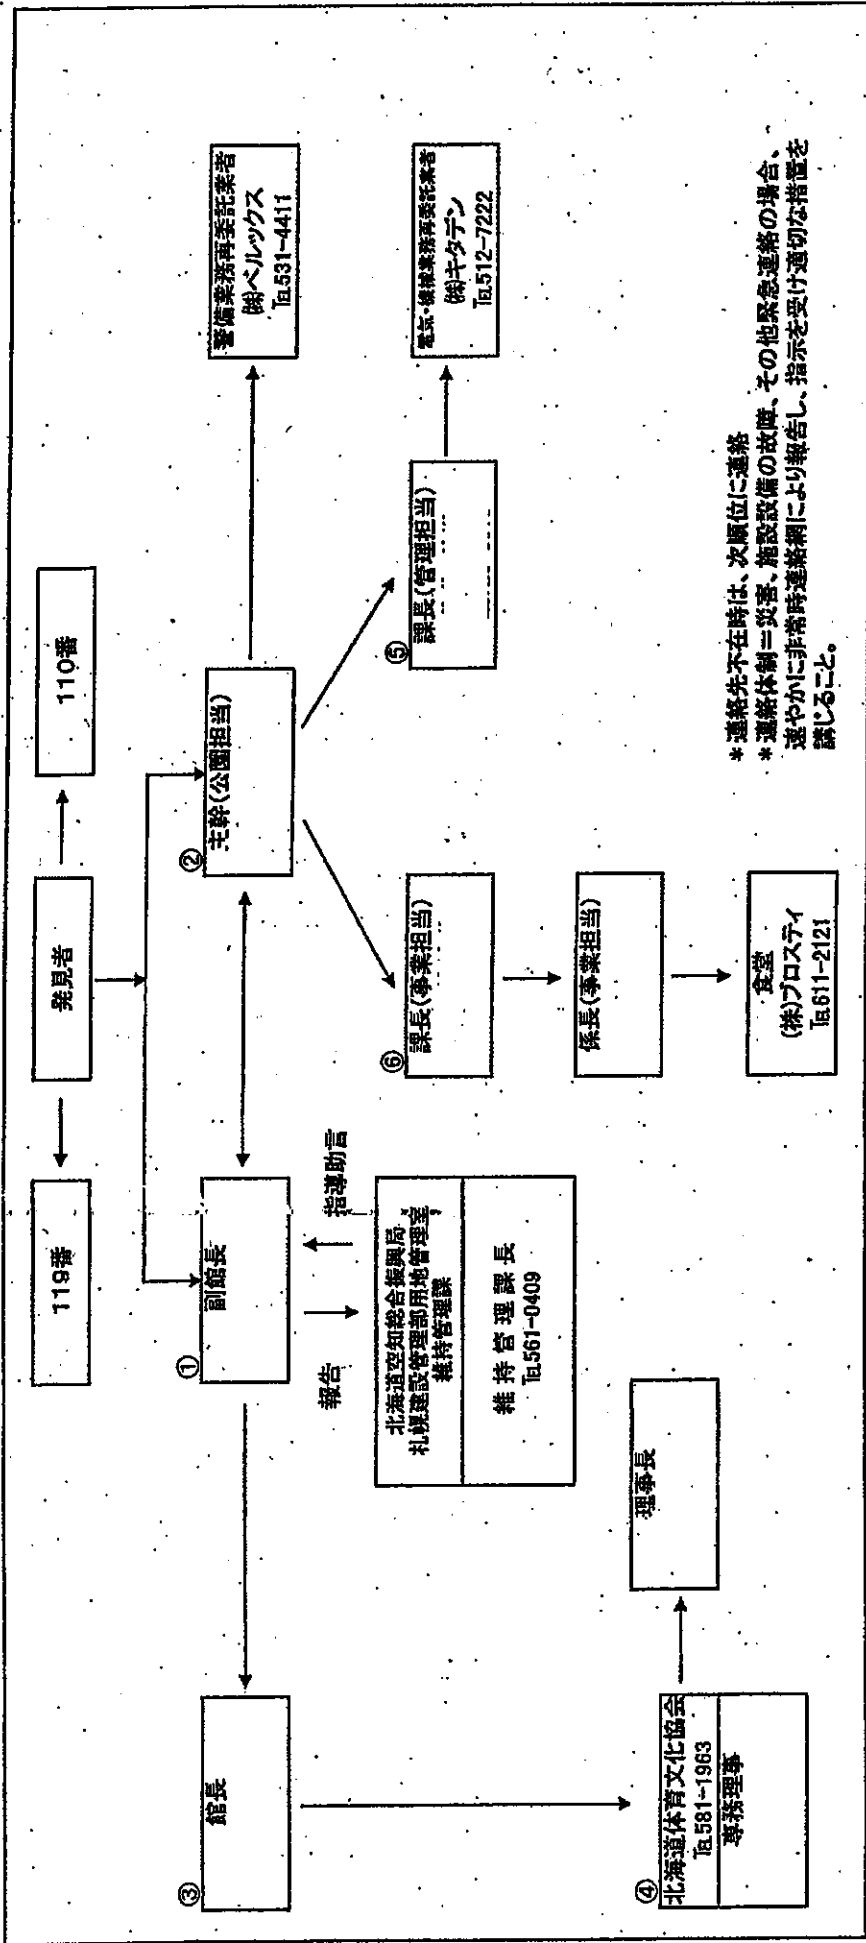 119番
発見者
110番
①
副館長
②
主幹(公園担当)
警備業務再委託業者
(株)ベルックス
℡531-4411
③
館長
報告
指導助言
北海道空知総合振興局
札幌建設管理部用地管理室
維持管理課
維持管理課長
℡561-0409
⑥
課長(事業担当)
⑤
課長(管理担当)
電気・機械業務再委託業者
(株)キタデン
℡512-7222
係長(事業担当)
④
北海道体育文化協会
℡581-1963
専務理事
理事長
食堂
(株)プロスティ
℡611-2121
*連絡先不在時は、次順位に連絡
*連絡体制=災害、施設設備の故障、その他緊急連絡の場合、
速やかに非常時連絡網により報告し、指示を受け適切な措置を
講じること。